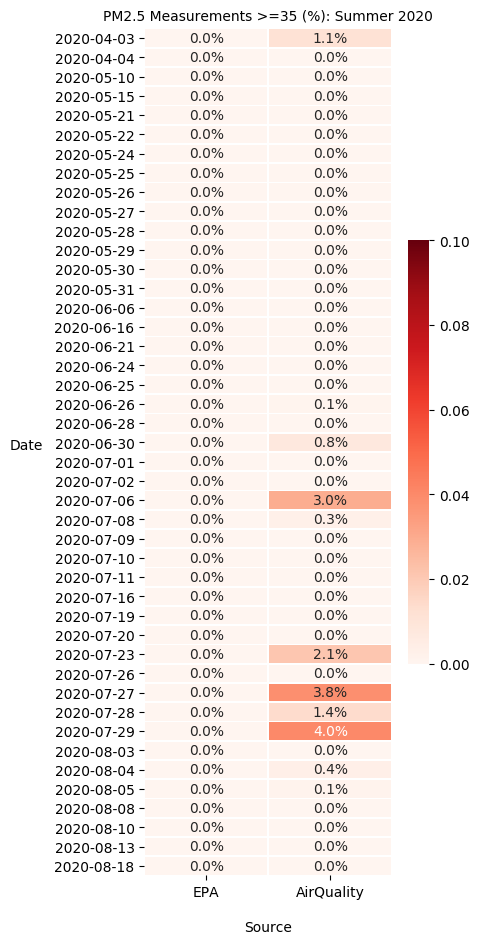 PM2.5 Measurements >=35 (%): Summer 2020
2020-04-03 0.0% 1.1%
2020-04-04 0.0% 0.0%
2020-05-10 0.0% 0.0%
2020-05-15 0.0% 0.0%
2020-05-21 0.0% 0.0%
2020-05-22 0.0% 0.0%
2020-05-24 0.0% 0.0%
2020-05-25 0.0% 0.0%
2020-05-26 0.0% 0.0%
2020-05-27 0.0% 0.0%
2020-05-28 0.0% 0.0%
2020-05-29 0.0% 0.0%
2020-05-30 0.0% 0.0%
2020-05-31 0.0% 0.0%
2020-06-06 0.0% 0.0%
2020-06-16 0.0% 0.0%
2020-06-21 0.0% 0.0%
2020-06-24 0.0% 0.0%
2020-06-25 0.0% 0.0%
2020-06-26 0.0% 0.1%
2020-06-28 0.0% 0.0%
2020-06-30 0.0% 0.8%
2020-07-01 0.0% 0.0%
2020-07-02 0.0% 0.0%
2020-07-06 0.0% 3.0%
2020-07-08 0.0% 0.3%
2020-07-09 0.0% 0.0%
2020-07-10 0.0% 0.0%
2020-07-11 0.0% 0.0%
2020-07-16 0.0% 0.0%
2020-07-19 0.0% 0.0%
2020-07-20 0.0% 0.0%
2020-07-23 0.0% 2.1%
2020-07-26 0.0% 0.0%
2020-07-27 0.0% 3.8%
2020-07-28 0.0% 1.4%
2020-07-29 0.0% 4.0%
2020-08-03 0.0% 0.0%
2020-08-04 0.0% 0.4%
2020-08-05 0.0% 0.1%
2020-08-08 0.0% 0.0%
2020-08-10 0.0% 0.0%
2020-08-13 0.0% 0.0%
2020-08-18 0.0% 0.0%
Date
EPA AirQuality
Source
0.10
0.08
0.06
0.04
0.02
0.00